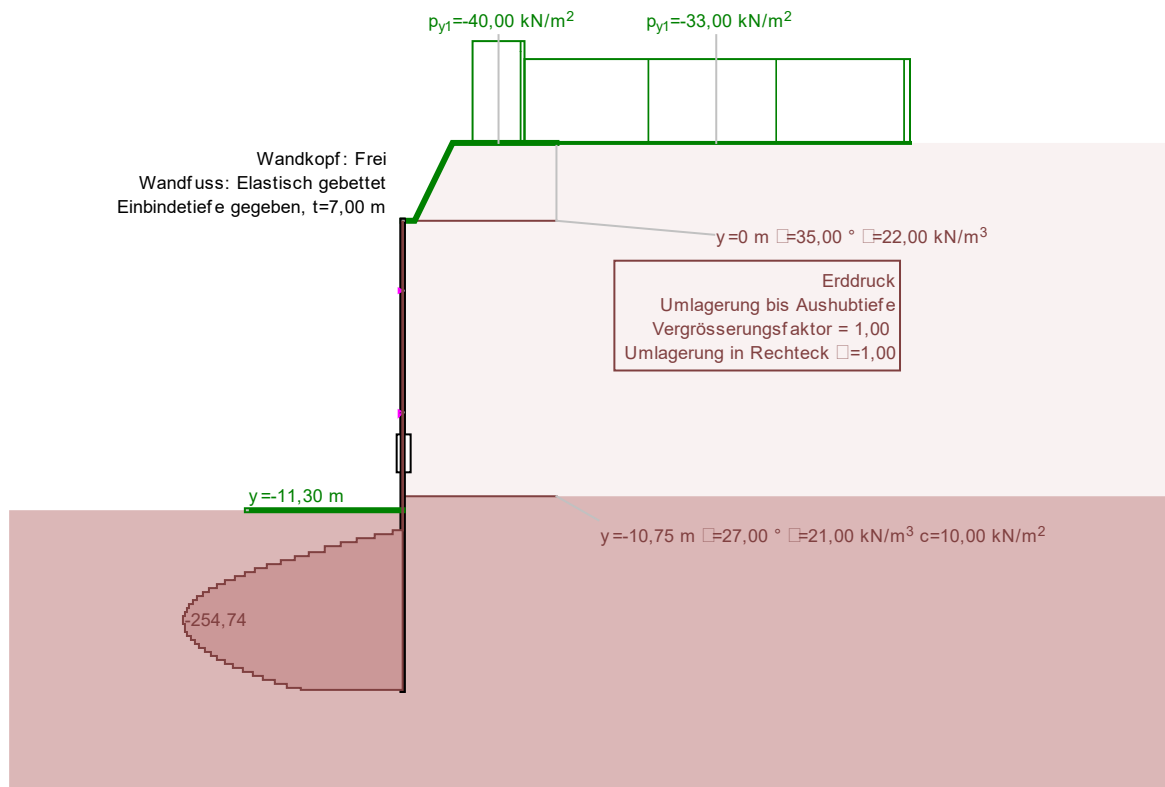 py1=-40,00 kN/m²
py1=-33,00 kN/m²
Wandkopf: Frei
Wandfuss: Elastisch gebettet
Einbindetiefe gegeben, t=7,00 m
y=0 m □=35,00 ° □=22,00 kN/m³
Erddruck
Umlagerung bis Aushubtiefe
Vergrösserungsfaktor = 1,00
Umlagerung in Rechteck □=1,00
y=-11,30 m
y=-10,75 m □=27,00 ° □=21,00 kN/m³ c=10,00 kN/m²
-254,74